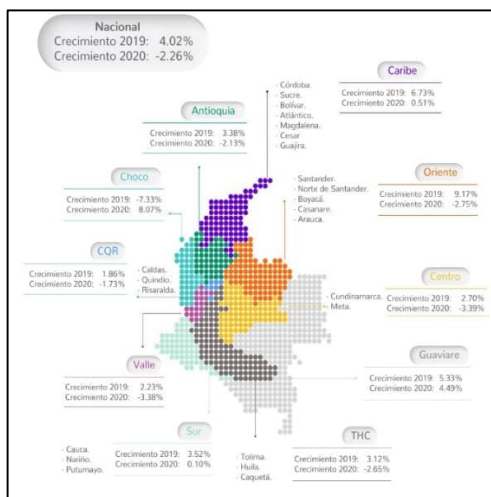 Nacional
Crecimiento 2019: 4.02%
Crecimiento 2020: -2.26%
Caribe
Crecimiento 2019: 6.73%
Crecimiento 2020: 0.51%
- Córdoba.
- Sucre.
- Bolívar.
- Atlántico.
- Magdalena.
- Cesar
- Guajira.
Antioquia
Crecimiento 2019: 3.38%
Crecimiento 2020: -2.13%
Oriente
Crecimiento 2019: 9.17%
Crecimiento 2020: -2.75%
- Santander.
- Norte de Santander.
- Boyacá.
- Casanare.
- Arauca.
Choco
Crecimiento 2019: -7.33%
Crecimiento 2020: 8.07%
CQR
Crecimiento 2019: 1.86%
Crecimiento 2020: -1.73%
- Caldas.
- Quindio.
- Risaralda.
Centro
Crecimiento 2019: 2.70%
Crecimiento 2020: -3.39%
- Cundinamarca.
- Meta.
Valle
Crecimiento 2019: 2.23%
Crecimiento 2020: -3.38%
Guaviare
Crecimiento 2019: 5.33%
Crecimiento 2020: 4.49%
Sur
- Cauca.
- Nariño.
- Putumayo.
Crecimiento 2019: 3.52%
Crecimiento 2020: 0.10%
THC
- Tolima.
- Huila.
- Caquetá.
Crecimiento 2019: 3.12%
Crecimiento 2020: -2.65%